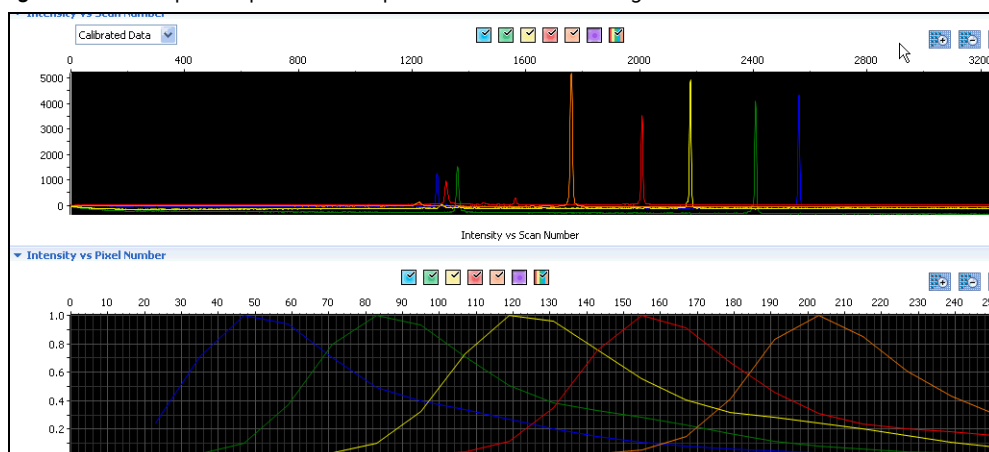 Intensity vs Scan Number
Calibrated Data
0 400 800 1200 1600 2000 2400 2800 3200
5000
4000
3000
2000
1000
0
Intensity vs Scan Number
Intensity vs Pixel Number
0 10 20 30 40 50 60 70 80 90 100 110 120 130 140 150 160 170 180 190 200 210 220 230 240
1.0
0.8
0.6
0.4
0.2